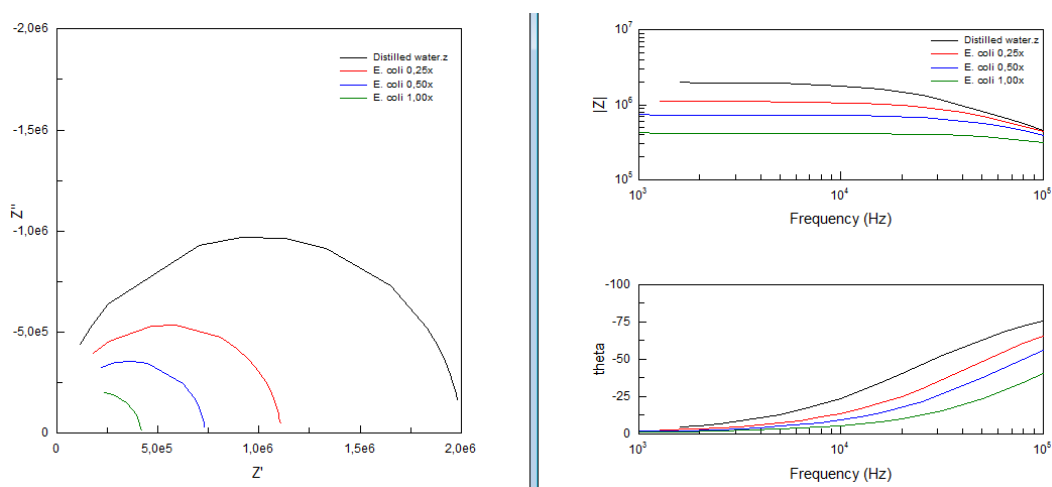 -2,0e6
Distilled water.z
E. coli 0,25x
E. coli 0,50x
E. coli 1,00x
-1,5e6
Z''
-1,0e6
-5,0e5
0
0
5,0e5
1,0e6
1,5e6
2,0e6
Z'
10⁷
Distilled water.z
E. coli 0,25x
E. coli 0,50x
E. coli 1,00x
|Z|
10⁶
10⁵
10³
10⁴
10⁵
Frequency (Hz)
-100
-75
theta
-50
-25
0
10³
10⁴
10⁵
Frequency (Hz)